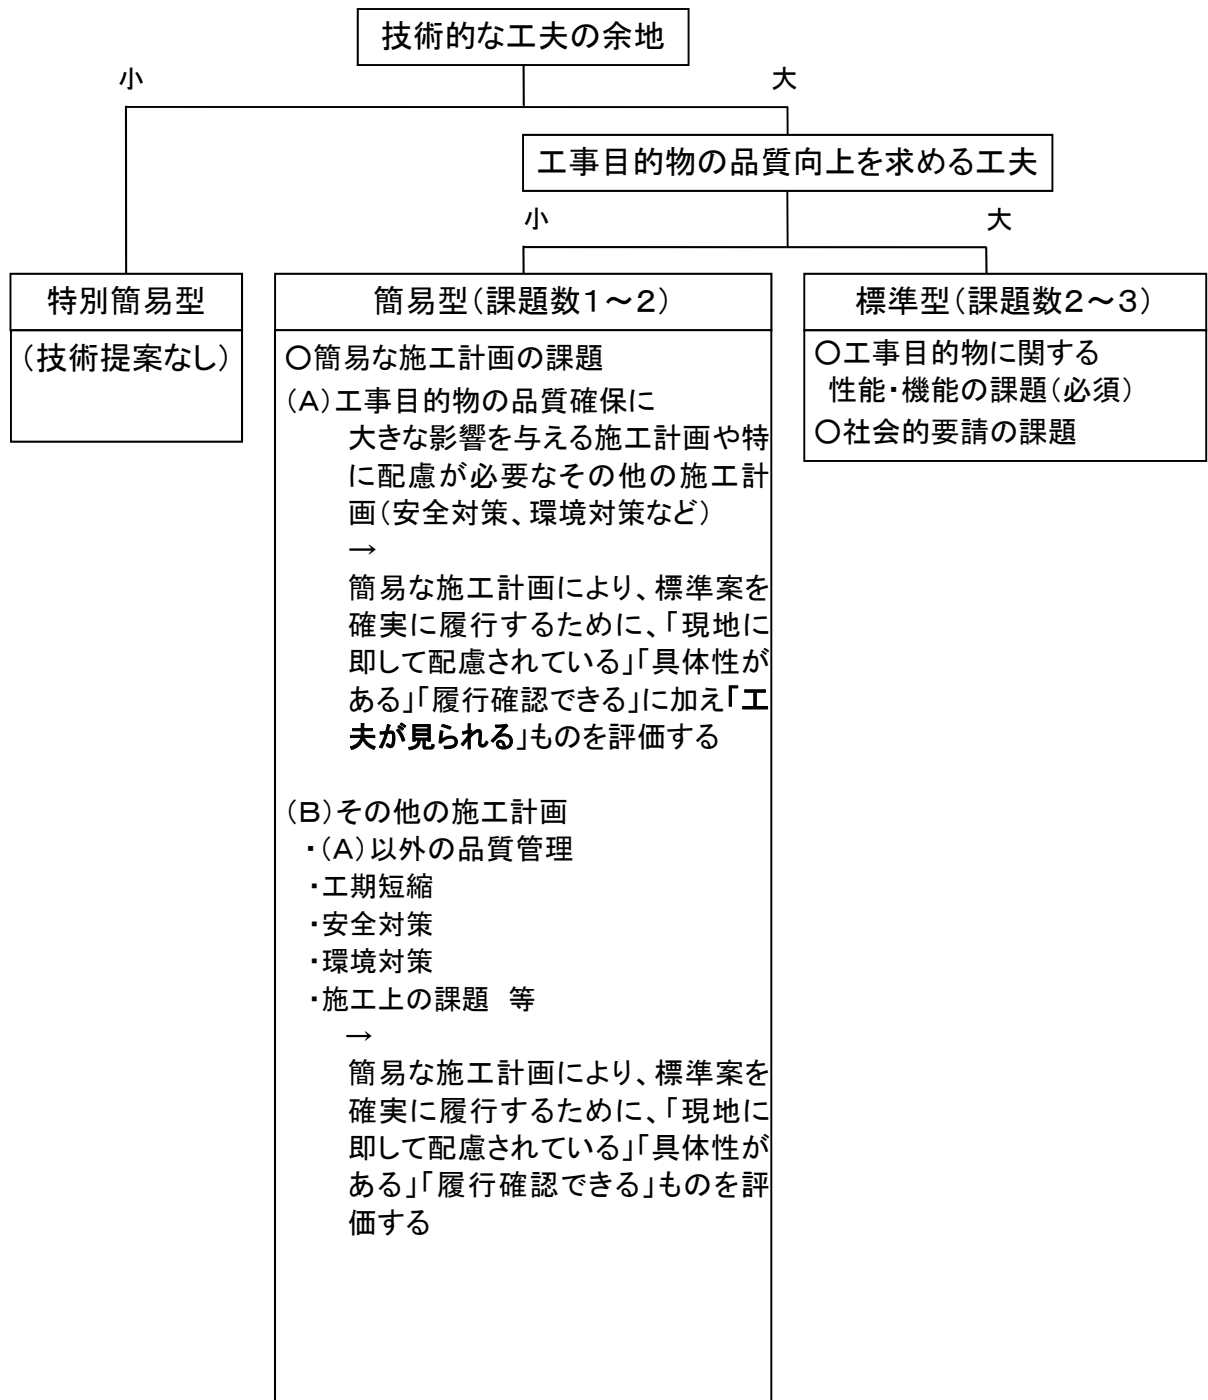 技術的な工夫の余地
小
大
工事目的物の品質向上を求める工夫
小
大
特別簡易型
(技術提案なし)
簡易型(課題数1～2)
○簡易な施工計画の課題
(A)工事目的物の品質確保に
大きな影響を与える施工計画や特
に配慮が必要なその他の施工計
画(安全対策、環境対策など)
→
簡易な施工計画により、標準案を
確実に履行するために、「現地に
即して配慮されている」「具体性が
ある」「履行確認できる」に加え「工
夫が見られる」ものを評価する
(B)その他の施工計画
・(A)以外の品質管理
・工期短縮
・安全対策
・環境対策
・施工上の課題 等
→
簡易な施工計画により、標準案を
確実に履行するために、「現地に
即して配慮されている」「具体性が
ある」「履行確認できる」ものを評
価する
標準型(課題数2～3)
○工事目的物に関する
性能・機能の課題(必須)
○社会的要請の課題